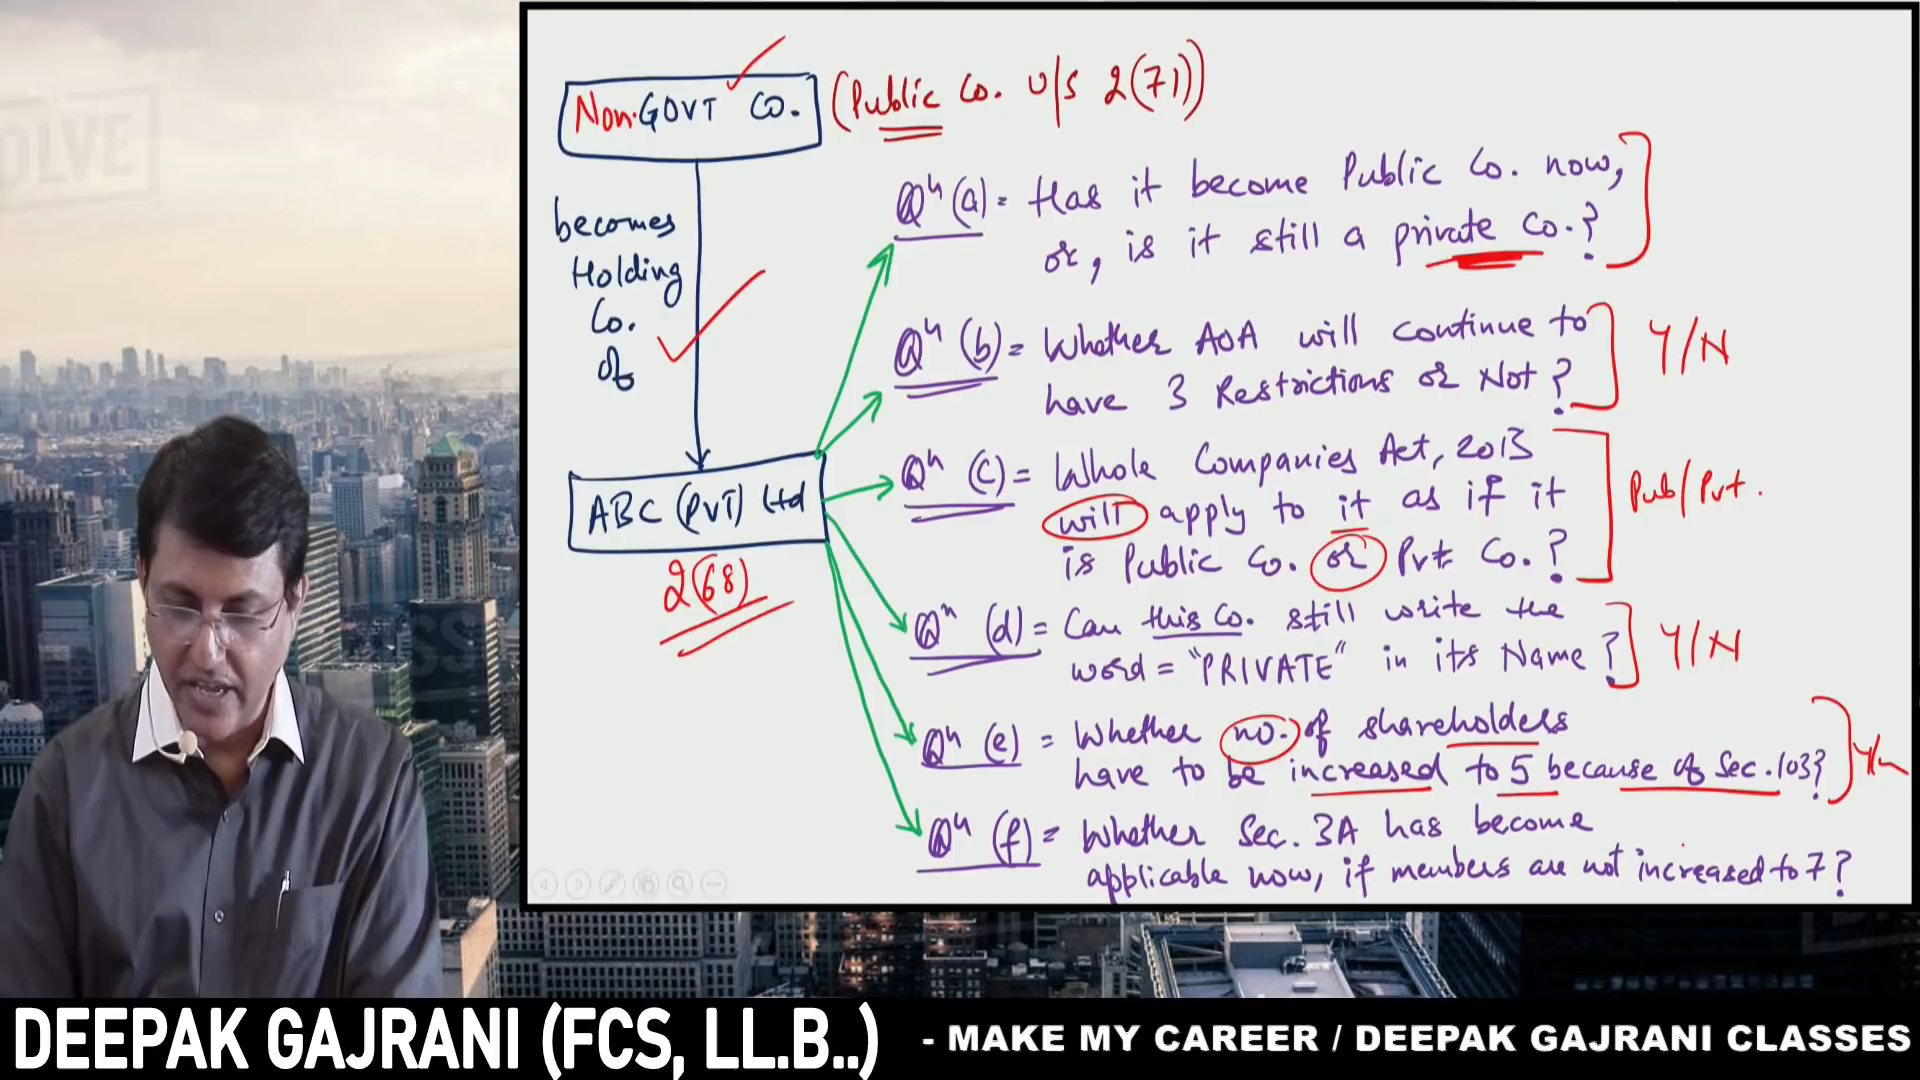 OLVE
Non-GOVT Co. (Public Co. U/S 2(71))
becomes
Holding
Co.
of
ABC (PVT) Ltd
2(68)
Qn (a) = Has it become Public Co. now,
or, is it still a private Co.?
Qn (b) = Whether AOA will continue to
have 3 Restrictions or Not?
Y/N
Qn (c) = Whole Companies Act, 2013
will apply to it as if it
is Public Co. or Pvt Co.?
Pub/Pvt.
Qn (d) = Can this Co. still write the
word = "PRIVATE" in its Name?
Y/N
Qn (e) = Whether no. of shareholders
have to be increased to 5 because of Sec. 103?
Y/N
Qn (f) = Whether Sec. 3A has become
applicable now, if members are not increased to 7?
DEEPAK GAJRANI (FCS, LL.B..)
- MAKE MY CAREER / DEEPAK GAJRANI CLASSES